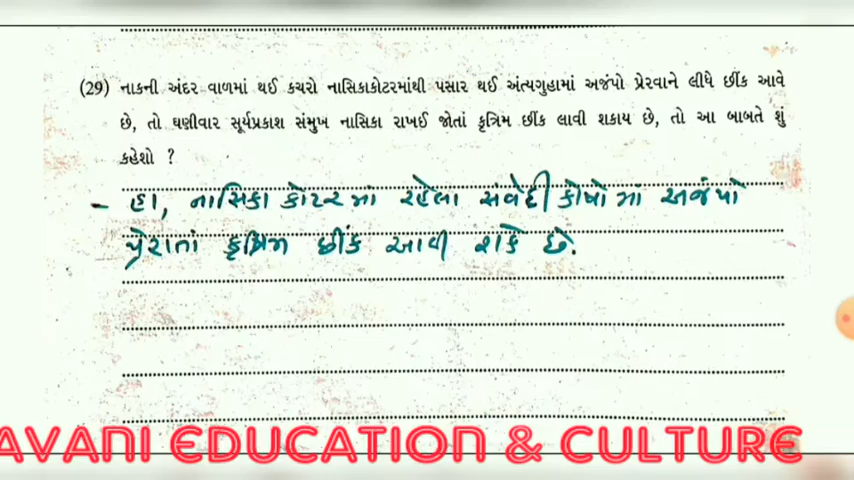 (29) નાકની અંદર વાળમાં થઈ કચરો નાસિકાકોટરમાંથી પસાર થઈ અંત્યગુહામાં અજંપો પ્રેરવાને લીધે છીંક આવે
છે, તો ઘણીવાર સૂર્યપ્રકાશ સંમુખ નાસિકા રાખઈ જોતાં કૃત્રિમ છીંક લાવી શકાય છે, તો આ બાબતે શું
કહેશો ?
- હા, નાસિકા કોટરમાં રહેલા સંવેદી કોષોમાં અજંપો
પ્રેરાતાં કૃત્રિમ છીંક આવી શકે છે.
AVANI EDUCATION & CULTURE